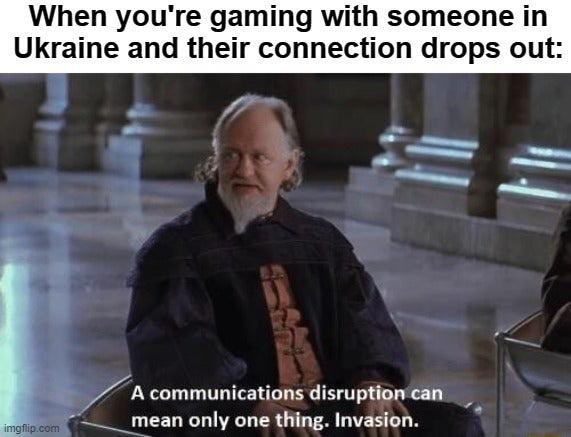 When you're gaming with someone in
Ukraine and their connection drops out:
A communications disruption can
mean only one thing. Invasion.
imgflip.com